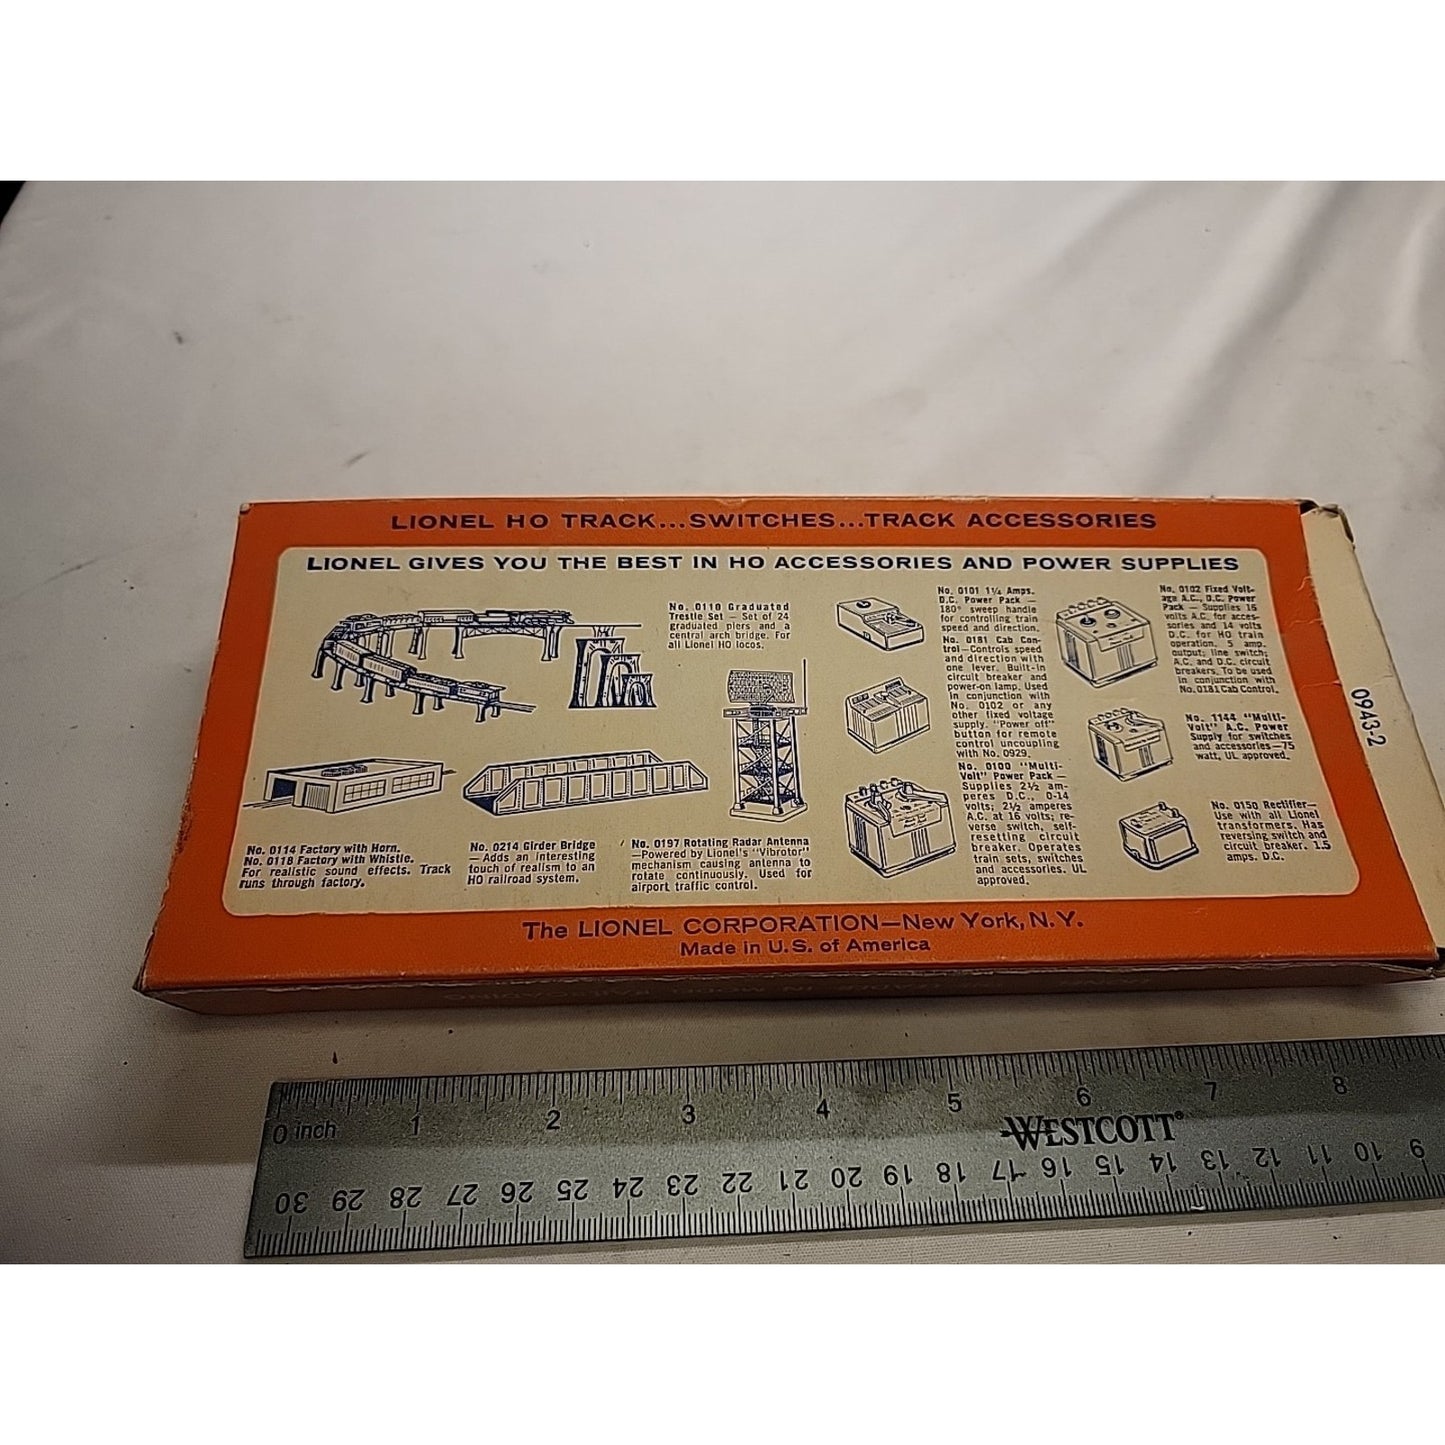 LIONEL HO TRACK...SWITCHES...TRACK ACCESSORIES
LIONEL GIVES YOU THE BEST IN HO ACCESSORIES AND POWER SUPPLIES
No. 0110 Graduated
Trestle Set — Set of 24
graduated piers and a
central arch bridge. For
all Lionel HO locos.
No. 0114 Factory with Horn.
No. 0118 Factory with Whistle.
For realistic sound effects. Track
runs through factory.
No. 0214 Girder Bridge
—Adds an interesting
touch of realism to an
HO railroad system.
No. 0197 Rotating Radar Antenna
—Powered by Lionel's "Vibrotor"
mechanism causing antenna to
rotate continuously. Used for
airport traffic control.
No. 0101 1¼ Amps.
D.C. Power Pack —
180° sweep handle
for controlling train
speed and direction.
No. 0181 Cab Con-
trol—Controls speed
and direction with
one lever. Built-in
circuit breaker and
power-on lamp. Used
in conjunction with
No. 0102 or any
other fixed voltage
supply. "Power off"
button for remote
control uncoupling
with No. 0929.
No. 0100 "Multi-
Volt" Power Pack —
Supplies 2½ am-
peres D.C., 0-14
volts; 2½ amperes
A.C. at 16 volts; re-
verse switch, self-
resetting circuit
breaker. Operates
train sets, switches
and accessories. UL
approved.
No. 0102 Fixed Volt-
age A.C., D.C. Power
Pack — Supplies 16
volts A.C. for acces-
sories and 14 volts
D.C. for HO train
operation. 5 amp.
output; line switch;
A.C. and D.C. circuit
breakers. To be used
in conjunction with
No. 0181 Cab Control.
No. 1144 "Multi-
Volt" A.C. Power
Supply for switches
and accessories—75
watt, UL approved.
No. 0150 Rectifier—
Use with all Lionel
transformers. Has
reversing switch and
circuit breaker. 1.5
amps. D.C.
The LIONEL CORPORATION—New York, N.Y.
Made in U.S. of America
0943-2
0 inch 1 2 3 4 5 6 7 8
WESTCOTT®
30 29 28 27 26 25 24 23 22 21 20 19 18 17 16 15 14 13 12 11 10 9